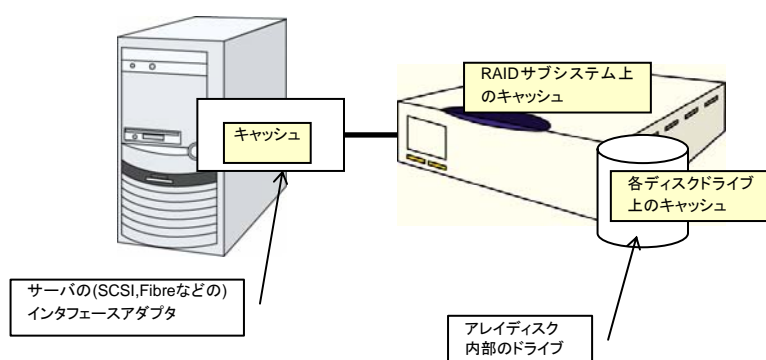 RAIDサブシステム上
のキャッシュ
キャッシュ
各ディスクドライブ
上のキャッシュ
サーバの(SCSI,Fibreなどの)
インタフェースアダプタ
アレイディスク
内部のドライブ